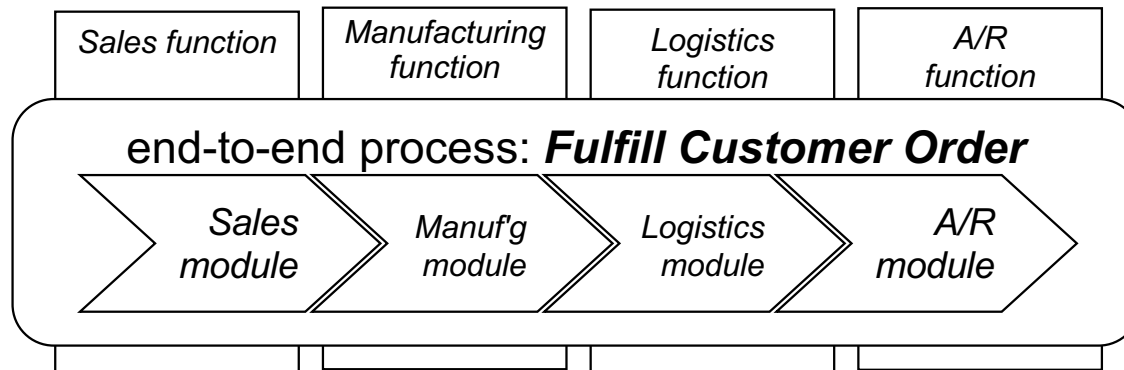 Sales function
Manufacturing
function
Logistics
function
A/R
function
end-to-end process: Fulfill Customer Order
Sales
module
Manuf'g
module
Logistics
module
A/R
module